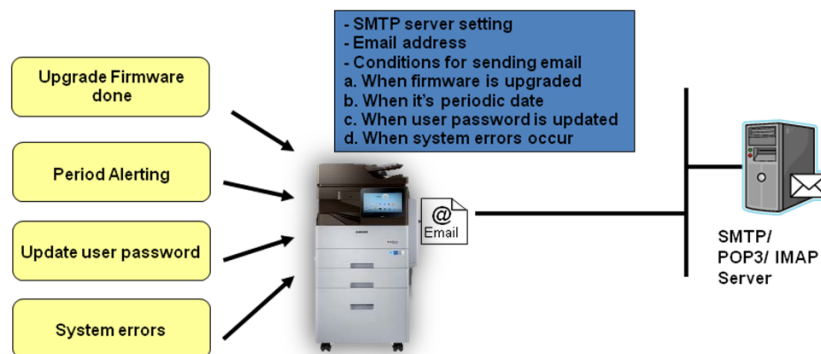 - SMTP server setting
- Email address
- Conditions for sending email
a. When firmware is upgraded
b. When it's periodic date
c. When user password is updated
d. When system errors occur
Upgrade Firmware
done
Period Alerting
Update user password
System errors
SAMSUNG
@
Email
SMTP/
POP3/ IMAP
Server